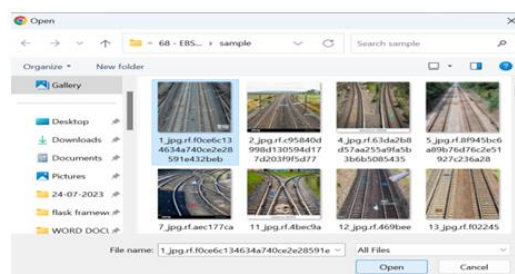 Open
68 - EBS... > sample
Search sample
Organize
New folder
Gallery
Desktop
Downloads
Documents
Pictures
24-07-2023
flask framew
WORD DOCU
1_jpg.rf.f0ce6c13
4634a740ce2e28
591e432beb
2_jpg.rf.c95840d
998d130594d17
7d203f9f5d77
4_jpg.rf.63da2b8
d57aa255a9fa5b
3b6b5085435
5_jpg.rf.8f945bc6
a89b76d76c2e51
927c236a28
7_jpg.rf.aec177ca
11_jpg.rf.4bec9a
12_jpg.rf.469bee
13_jpg.rf.f02245
File name: 1_jpg.rf.f0ce6c134634a740ce2e28591e
All Files
Open
Cancel